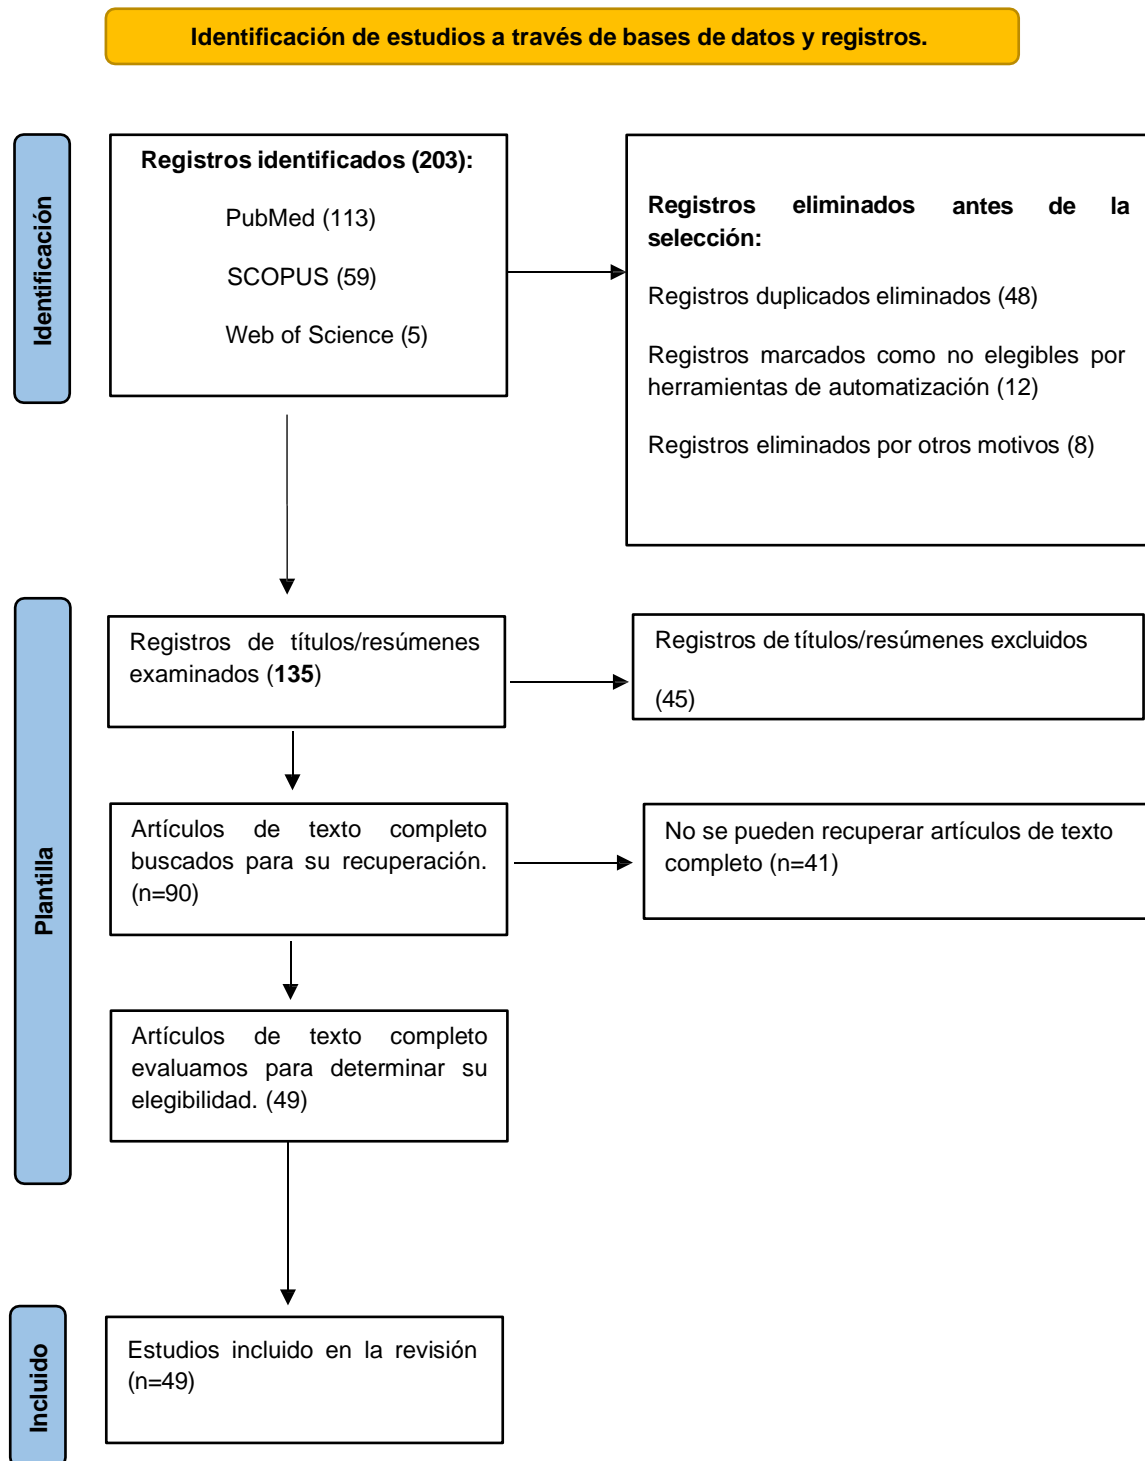 Identificación de estudios a través de bases de datos y registros.
Identificación
Registros identificados (203):
PubMed (113)
SCOPUS (59)
Web of Science (5)
Registros eliminados antes de la
selección:
Registros duplicados eliminados (48)
Registros marcados como no elegibles por
herramientas de automatización (12)
Registros eliminados por otros motivos (8)
Plantilla
Registros de títulos/resúmenes
examinados (135)
Registros de títulos/resúmenes excluidos
(45)
Artículos de texto completo
buscados para su recuperación.
(n=90)
No se pueden recuperar artículos de texto
completo (n=41)
Artículos de texto completo
evaluamos para determinar su
elegibilidad. (49)
Incluido
Estudios incluido en la revisión
(n=49)